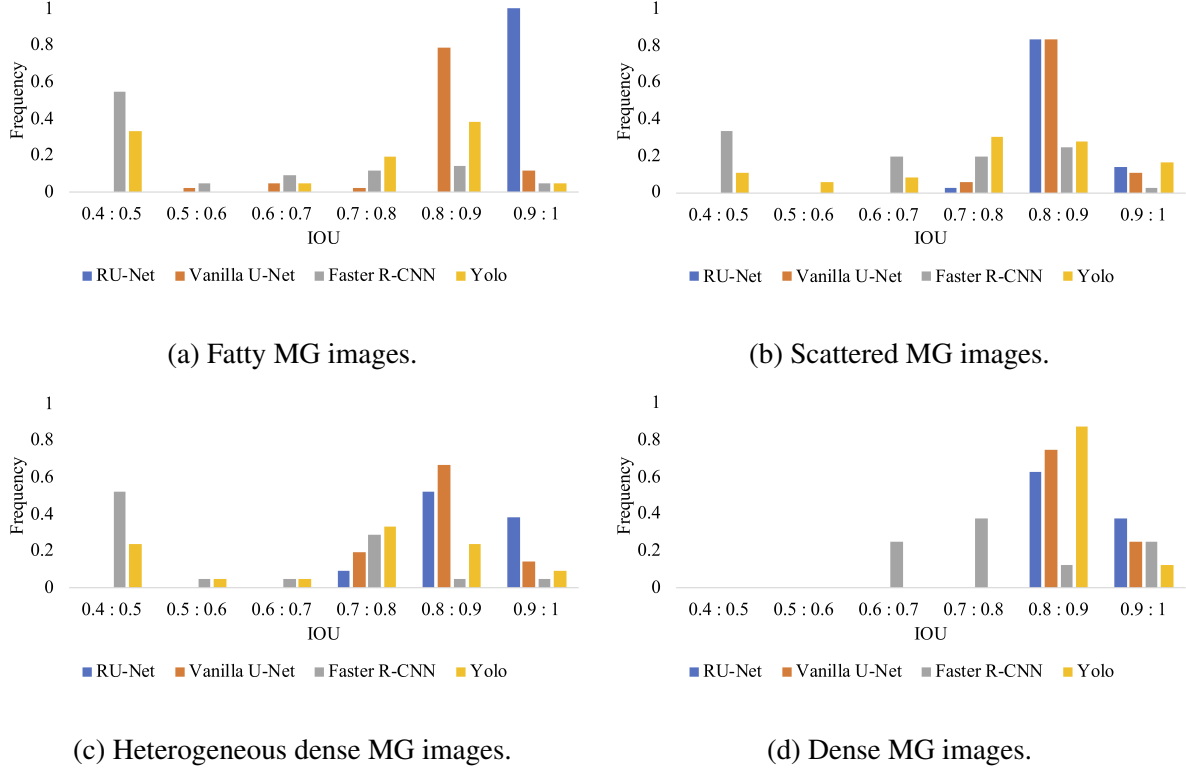 1
0.8
0.6
0.4
0.2
0
Frequency
0.4 : 0.5 0.5 : 0.6 0.6 : 0.7 0.7 : 0.8 0.8 : 0.9 0.9 : 1
IOU
RU-Net Vanilla U-Net Faster R-CNN Yolo
(a) Fatty MG images.
1
0.8
0.6
0.4
0.2
0
Frequency
0.4 : 0.5 0.5 : 0.6 0.6 : 0.7 0.7 : 0.8 0.8 : 0.9 0.9 : 1
IOU
RU-Net Vanilla U-Net Faster R-CNN Yolo
(b) Scattered MG images.
1
0.8
0.6
0.4
0.2
0
Frequency
0.4 : 0.5 0.5 : 0.6 0.6 : 0.7 0.7 : 0.8 0.8 : 0.9 0.9 : 1
IOU
RU-Net Vanilla U-Net Faster R-CNN Yolo
(c) Heterogeneous dense MG images.
1
0.8
0.6
0.4
0.2
0
Frequency
0.4 : 0.5 0.5 : 0.6 0.6 : 0.7 0.7 : 0.8 0.8 : 0.9 0.9 : 1
IOU
RU-Net Vanilla U-Net Faster R-CNN Yolo
(d) Dense MG images.